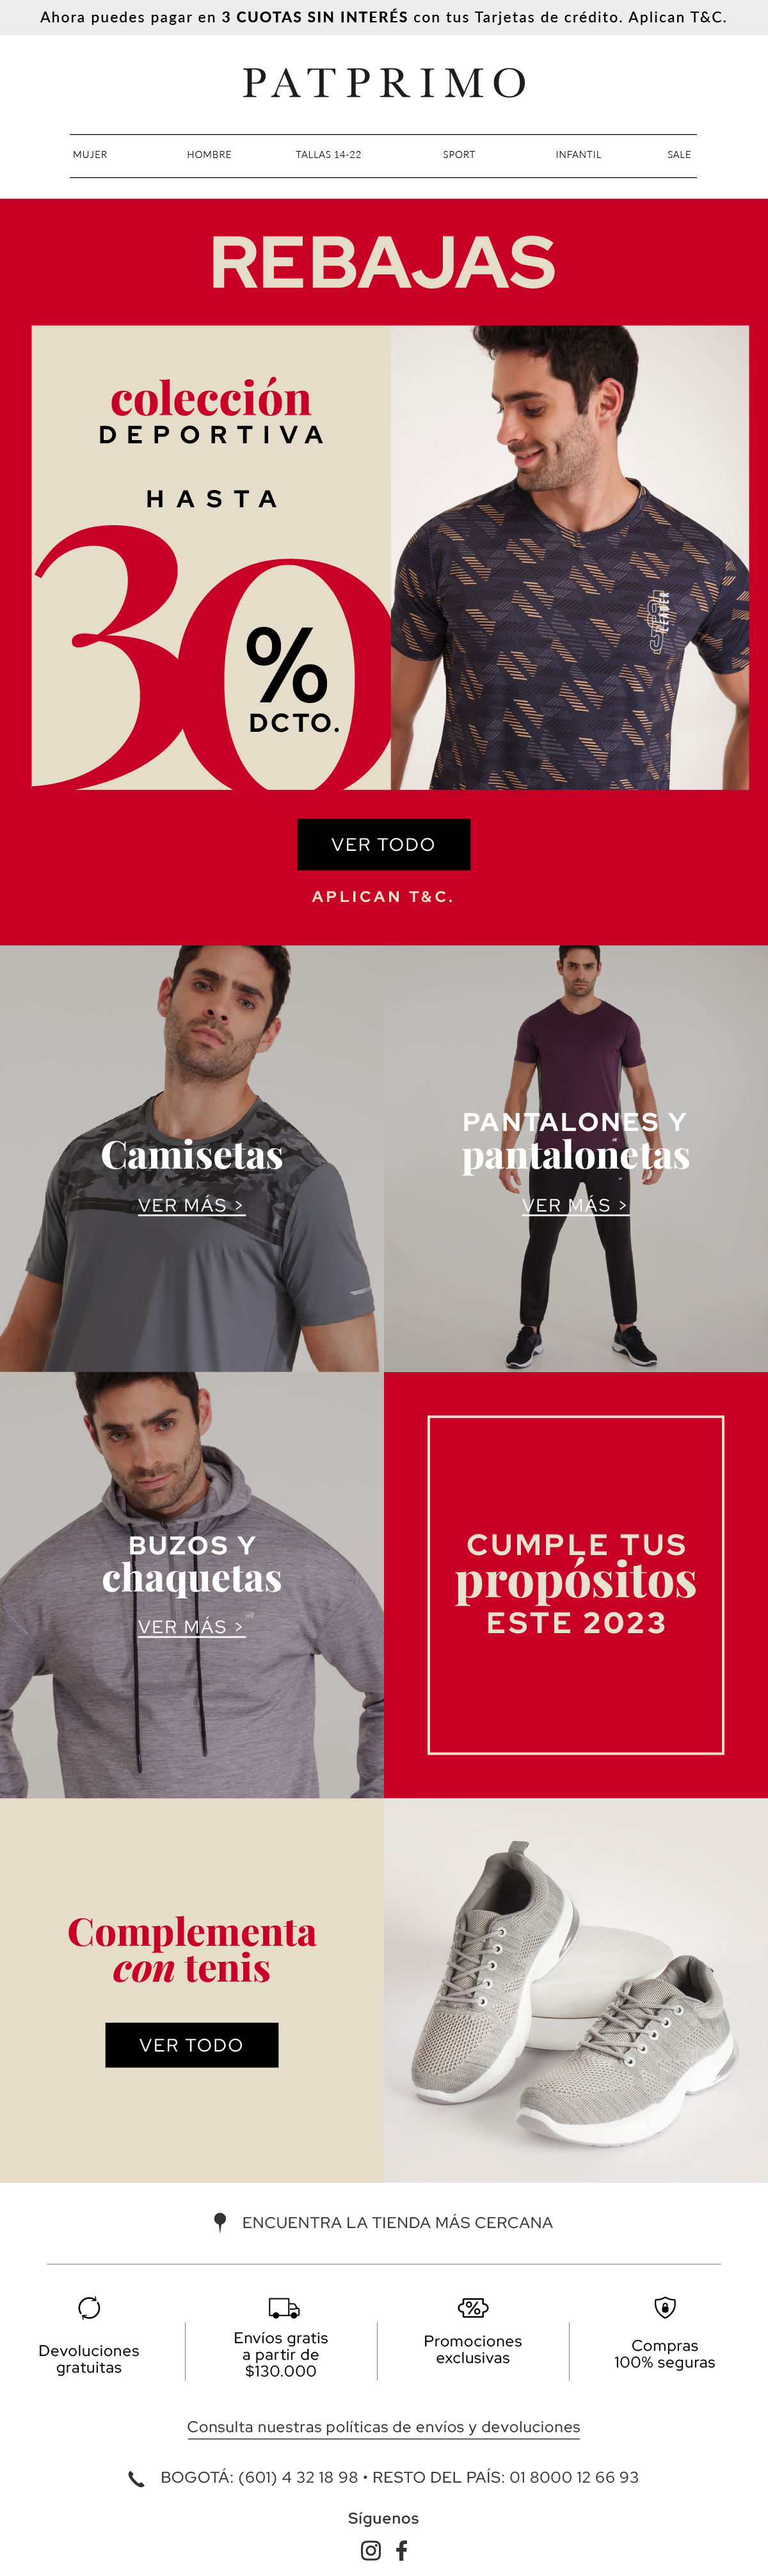 Ahora puedes pagar en 3 CUOTAS SIN INTERÉS con tus Tarjetas de crédito. Aplican T&C.
PATPRIMO
MUJER HOMBRE TALLAS 14-22 SPORT INFANTIL SALE
REBAJAS
colección
DEPORTIVA
HASTA
30
%
DCTO.
LEADER
VER TODO
APLICAN T&C.
Camisetas
VER MÁS >
PANTALONES Y
pantalonetas
VER MÁS >
BUZOS Y
chaquetas
VER MÁS >
CUMPLE TUS
propósitos
ESTE 2023
Complementa
con tenis
VER TODO
ENCUENTRA LA TIENDA MÁS CERCANA
Devoluciones
gratuitas
Envíos gratis
a partir de
$130.000
Promociones
exclusivas
Compras
100% seguras
Consulta nuestras políticas de envíos y devoluciones
BOGOTÁ: (601) 4 32 18 98 • RESTO DEL PAÍS: 01 8000 12 66 93
Síguenos